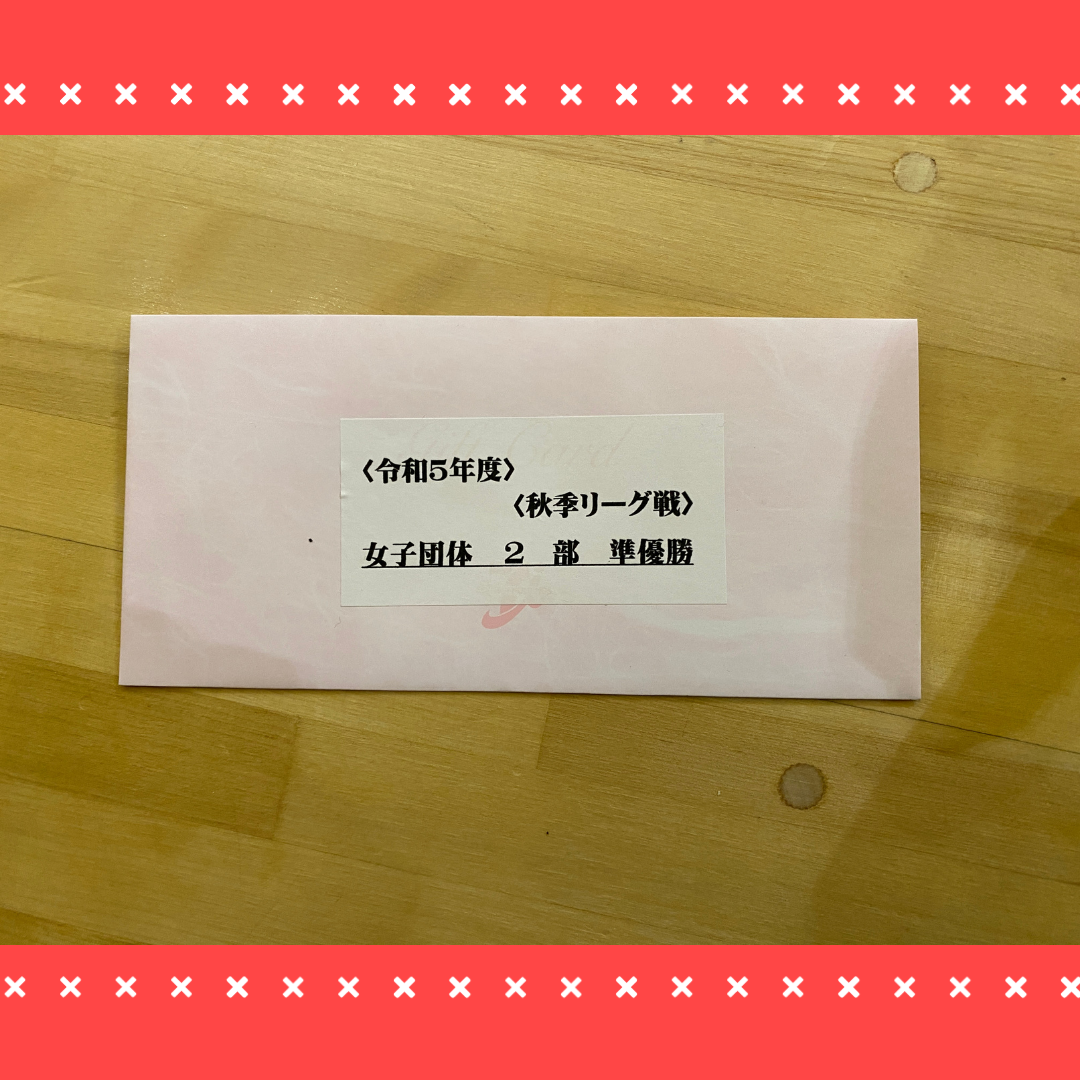 〈令和5年度〉
〈秋季リーグ戦〉
女子団体　２　部　準優勝